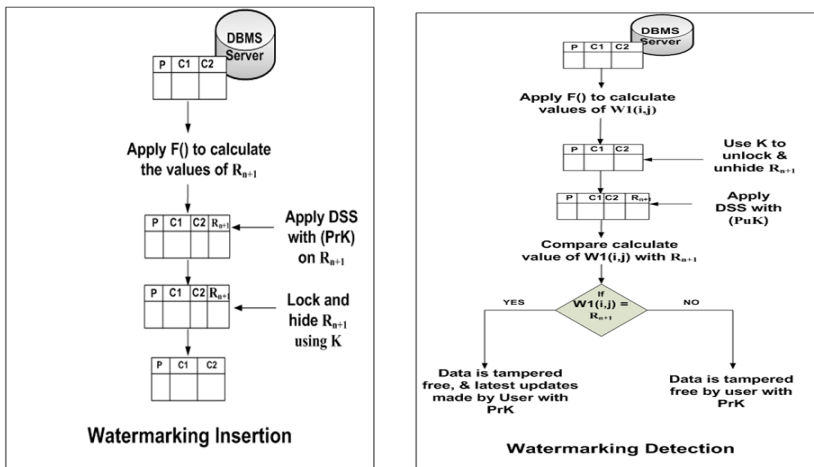 DBMS
Server
P C1 C2
Apply F() to calculate
the values of Rn+1
P C1 C2 Rn+1
Apply DSS
with (PrK)
on Rn+1
P C1 C2 Rn+1
Lock and
hide Rn+1
using K
P C1 C2
Watermarking Insertion
DBMS
Server
P C1 C2
Apply F() to calculate
values of W1(i,j)
P C1 C2
Use K to
unlock &
unhide Rn+1
P C1 C2 Rn+1
Apply
DSS with
(PuK)
Compare calculate
value of W1(i,j) with Rn+1
If
W1(i,j) =
Rn+1
YES
NO
Data is tampered
free, & latest updates
made by User with
PrK
Data is tampered
free by user with
PrK
Watermarking Detection